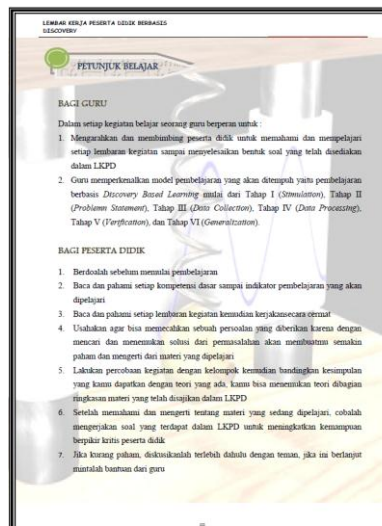 LEMBAR KERJA PESERTA DIDIK BERBASIS
DISCOVERY
PETUNJUK BELAJAR
BAGI GURU
Dalam setiap kegiatan belajar seorang guru berperan untuk :
1. Mengarahkan dan membimbing peserta didik untuk memahami dan mempelajari
setiap lembaran kegiatan sampai menyelesaikan bentuk soal yang telah disediakan
dalam LKPD
2. Guru memperkenalkan model pembelajaran yang akan ditempuh yaitu pembelajaran
berbasis Discovery Based Learning mulai dari Tahap I (Stimulation), Tahap II
(Problemn Statment), Tahap III (Data Collection), Tahap IV (Data Processing),
Tahap V (Verification), dan Tahap VI (Generalization).
BAGI PESERTA DIDIK
1. Berdoalah sebelum memulai pembelajaran
2. Baca dan pahami setiap kompetensi dasar sampai indikator pembelajaran yang akan
dipelajari
3. Baca dan pahami setiap lembaran kegiatan kemudian kerjakansecara cermat
4. Usahakan agar bisa memecahkan sebuah persoalan yang diberikan karena dengan
mencari dan menemukan solusi dari permasalahan akan membuatmu semakin
paham dan mengerti dari materi yang dipelajari
5. Lakukan percobaan kegiatan dengan kelompok kemudian bandingkan kesimpulan
yang kamu dapatkan dengan teori yang ada, kamu bisa menemukan teori dibagian
ringkasan materi yang telah disajikan dalam LKPD
6. Setelah memahami dan mengerti tentang materi yang sedang dipelajari, cobalah
mengerjakan soal yang terdapat dalam LKPD untuk meningkatkan kemampuan
berpikir kritis peserta didik
7. Jika kurang paham, diskusikanlah terlebih dahulu dengan teman, jika ini berlanjut
mintalah bantuan dari guru